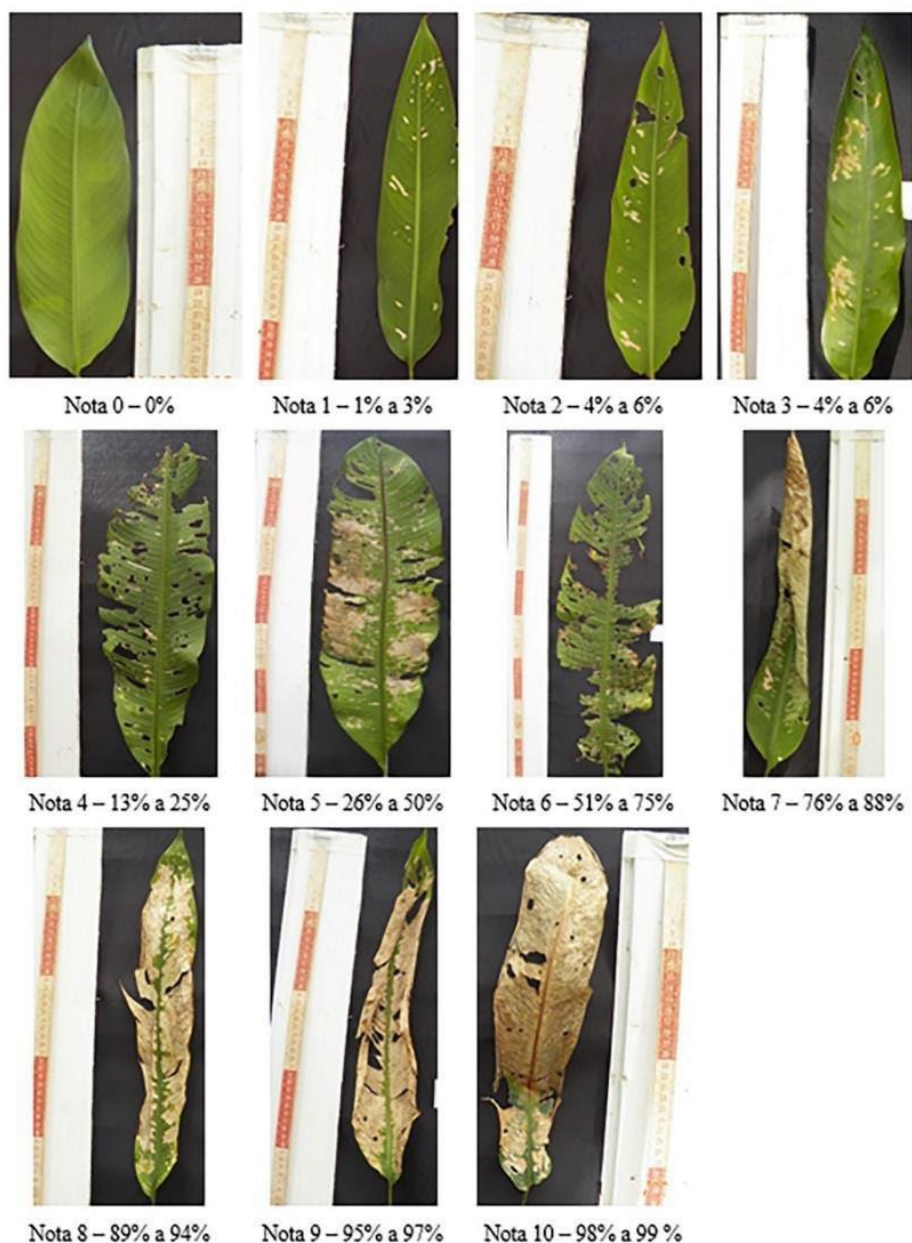 Nota 0 – 0%
Nota 1 – 1% a 3%
Nota 2 – 4% a 6%
Nota 3 – 4% a 6%
Nota 4 – 13% a 25%
Nota 5 – 26% a 50%
Nota 6 – 51% a 75%
Nota 7 – 76% a 88%
Nota 8 – 89% a 94%
Nota 9 – 95% a 97%
Nota 10 – 98% a 99 %